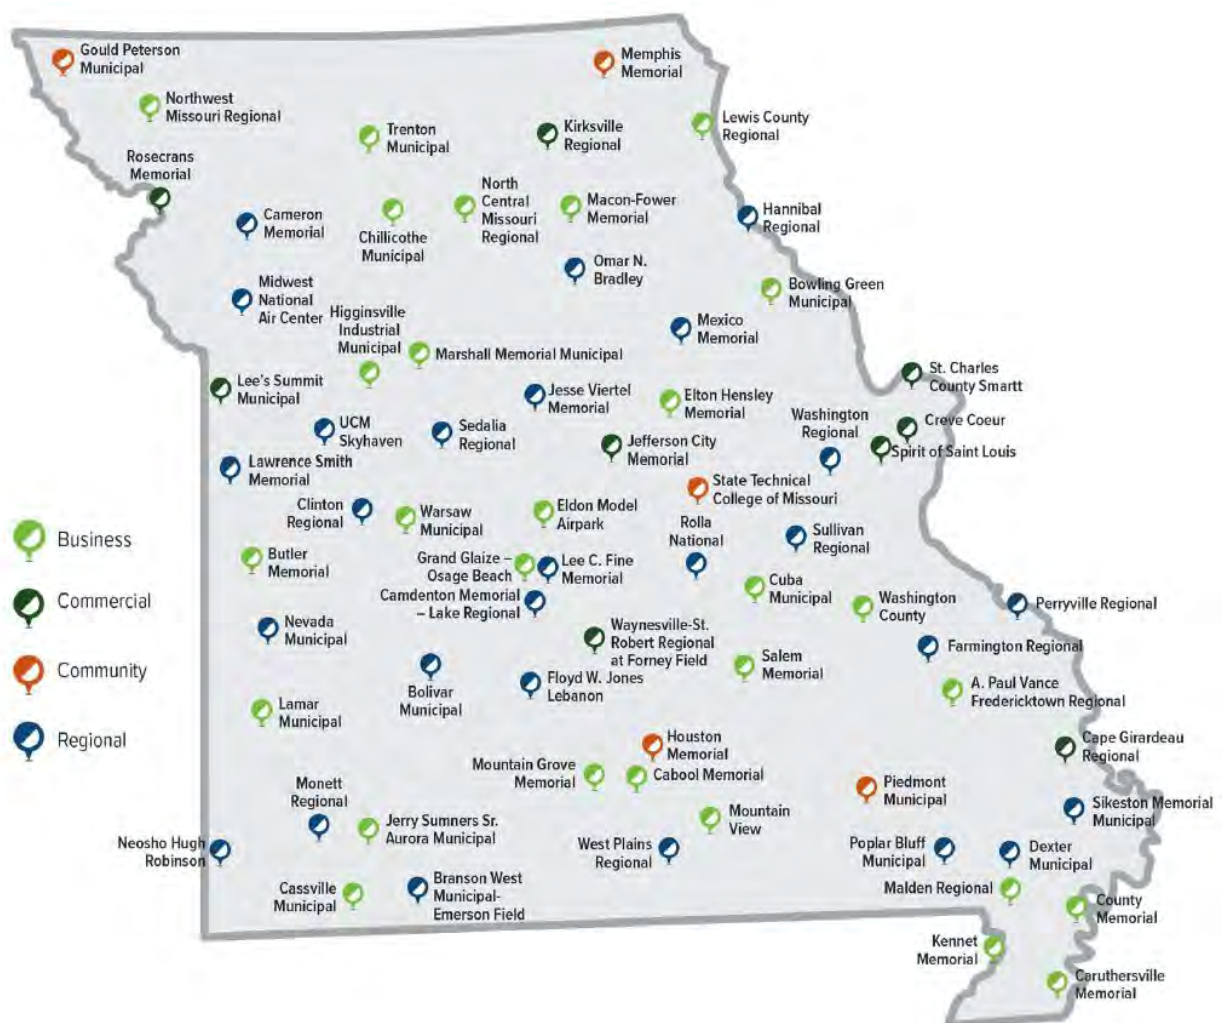 Gould Peterson
Municipal
Memphis
Memorial
Northwest
Missouri Regional
Lewis County
Regional
Trenton
Municipal
Kirksville
Regional
Rosecrans
Memorial
North
Central
Missouri
Regional
Macon-Fower
Memorial
Hannibal
Regional
Cameron
Memorial
Chillicothe
Municipal
Omar N.
Bradley
Midwest
National
Air Center
Bowling Green
Municipal
Higginsville
Industrial
Municipal
Mexico
Memorial
Marshall Memorial Municipal
St. Charles
County Smartt
Lee's Summit
Municipal
Jesse Viertel
Memorial
Elton Hensley
Memorial
Washington
Regional
Creve Coeur
UCM
Skyhaven
Sedalia
Regional
Jefferson City
Memorial
Spirit of Saint Louis
Lawrence Smith
Memorial
State Technical
College of Missouri
Clinton
Regional
Warsaw
Municipal
Eldon Model
Airpark
Rolla
National
Sullivan
Regional
Business
Butler
Memorial
Grand Glaize –
Osage Beach
Lee C. Fine
Memorial
Cuba
Municipal
Camdenton Memorial
– Lake Regional
Washington
County
Perryville Regional
Commercial
Nevada
Municipal
Waynesville-St.
Robert Regional
at Forney Field
Farmington Regional
Community
Bolivar
Municipal
Floyd W. Jones
Lebanon
Salem
Memorial
A. Paul Vance
Fredericktown Regional
Lamar
Municipal
Regional
Houston
Memorial
Cape Girardeau
Regional
Mountain Grove
Memorial
Cabool Memorial
Piedmont
Municipal
Monett
Regional
Sikeston Memorial
Municipal
Jerry Sumners Sr.
Aurora Municipal
Mountain
View
Neosho Hugh
Robinson
West Plains
Regional
Poplar Bluff
Municipal
Dexter
Municipal
Cassville
Municipal
Branson West
Municipal-
Emerson Field
Malden Regional
County
Memorial
Kennet
Memorial
Caruthersville
Memorial